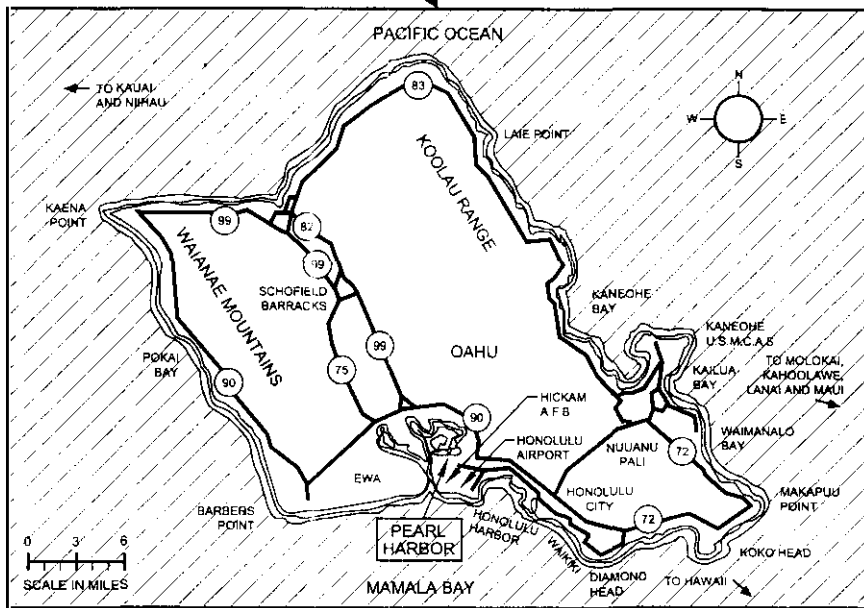 PACIFIC OCEAN
TO KAUAI
AND NIIHAU
83
N
W
E
S
LAIE POINT
KOOLAU RANGE
KAENA
POINT
99
82
99
WAIANAE MOUNTAINS
SCHOFIELD
BARRACKS
KANEOHE
BAY
KANEOHE
U.S.M.C.A.S
POKAI
BAY
90
75
99
OAHU
KAILUA
BAY
TO MOLOKAI,
KAHOOLAWE,
LANAI AND MAUI
HICKAM
A F B
90
HONOLULU
AIRPORT
NUUANU
PALI
72
WAIMANALO
BAY
EWA
BARBERS
POINT
HONOLULU
CITY
MAKAPUU
POINT
PEARL
HARBOR
HONOLULU
HARBOR
WAIKIKI
72
KOKO HEAD
DIAMOND
HEAD
TO HAWAII
0 3 6
SCALE IN MILES
MAMALA BAY